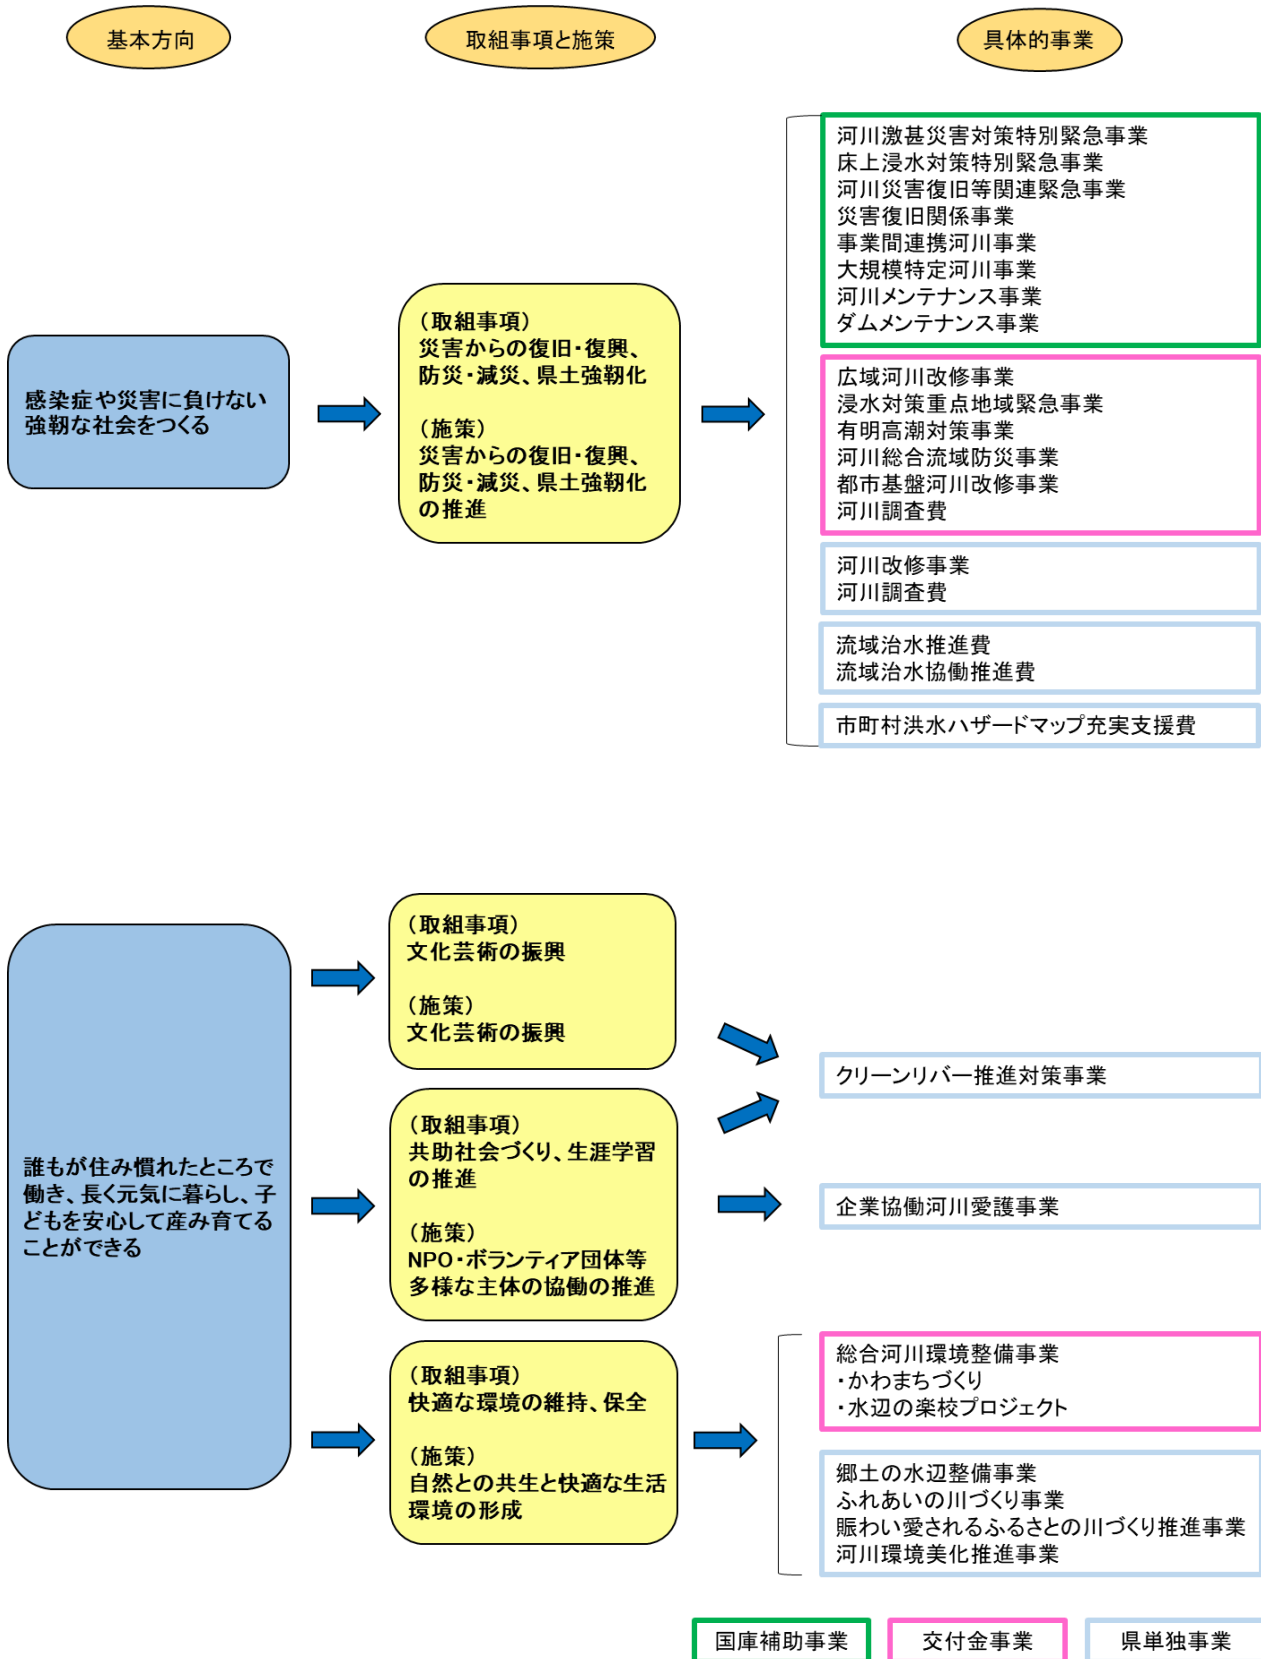 基本方向
取組事項と施策
具体的事業
感染症や災害に負けない
強靭な社会をつくる
（取組事項）
災害からの復旧・復興、
防災・減災、県土強靭化
（施策）
災害からの復旧・復興、
防災・減災、県土強靭化
の推進
河川激甚災害対策特別緊急事業
床上浸水対策特別緊急事業
河川災害復旧等関連緊急事業
災害復旧関係事業
事業間連携河川事業
大規模特定河川事業
河川メンテナンス事業
ダムメンテナンス事業
広域河川改修事業
浸水対策重点地域緊急事業
有明高潮対策事業
河川総合流域防災事業
都市基盤河川改修事業
河川調査費
河川改修事業
河川調査費
流域治水推進費
流域治水協働推進費
市町村洪水ハザードマップ充実支援費
誰もが住み慣れたところで
働き、長く元気に暮らし、子
どもを安心して産み育てる
ことができる
（取組事項）
文化芸術の振興
（施策）
文化芸術の振興
（取組事項）
共助社会づくり、生涯学習
の推進
（施策）
NPO・ボランティア団体等
多様な主体の協働の推進
（取組事項）
快適な環境の維持、保全
（施策）
自然との共生と快適な生活
環境の形成
クリーンリバー推進対策事業
企業協働河川愛護事業
総合河川環境整備事業
・かわまちづくり
・水辺の楽校プロジェクト
郷土の水辺整備事業
ふれあいの川づくり事業
賑わい愛されるふるさとの川づくり推進事業
河川環境美化推進事業
国庫補助事業
交付金事業
県単独事業